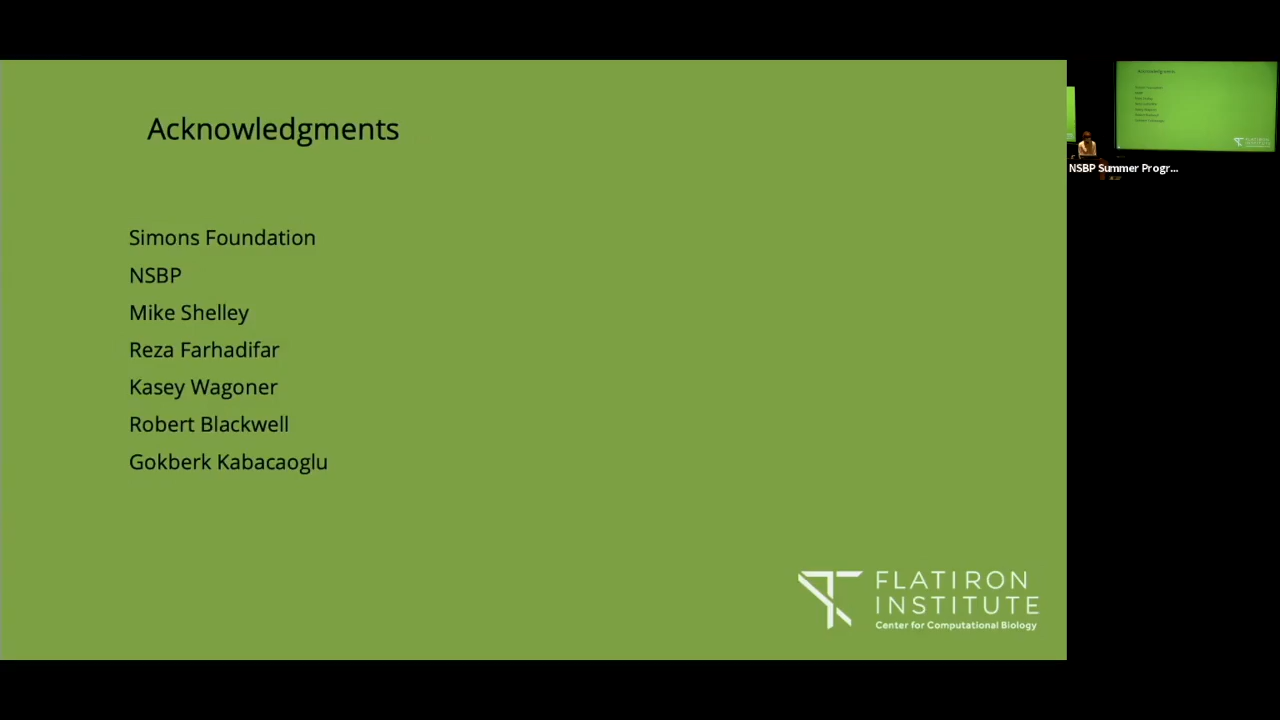 Acknowledgments
Simons Foundation
NSBP
Mike Shelley
Reza Farhadifar
Kasey Wagoner
Robert Blackwell
Gokberk Kabacaoglu
FLATIRON
INSTITUTE
Center for Computational Biology
NSBP Summer Progr...